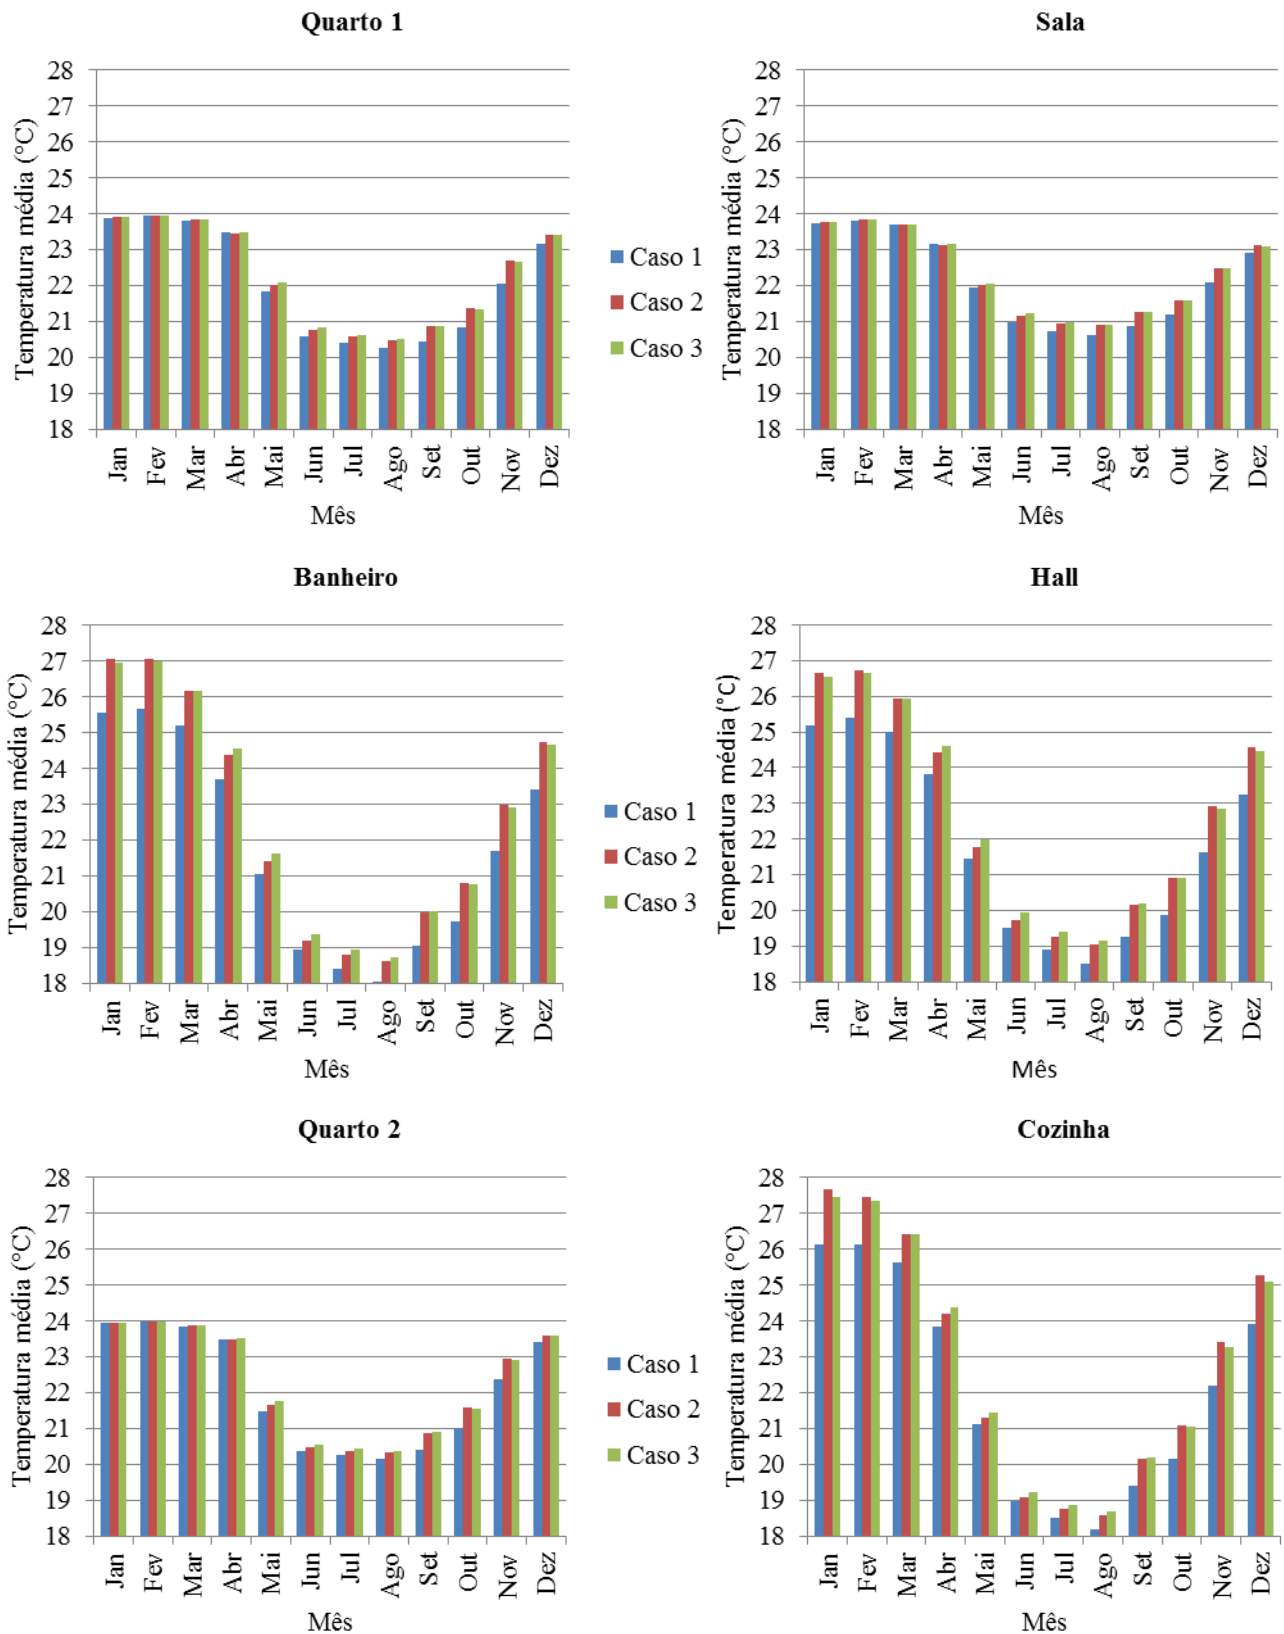 Quarto 1
Temperatura média (°C)
28
27
26
25
24
23
22
21
20
19
18
Jan Fev Mar Abr Mai Jun Jul Ago Set Out Nov Dez
Mês
Caso 1
Caso 2
Caso 3
Sala
Temperatura média (°C)
28
27
26
25
24
23
22
21
20
19
18
Jan Fev Mar Abr Mai Jun Jul Ago Set Out Nov Dez
Mês
Banheiro
Temperatura média (°C)
28
27
26
25
24
23
22
21
20
19
18
Jan Fev Mar Abr Mai Jun Jul Ago Set Out Nov Dez
Mês
Caso 1
Caso 2
Caso 3
Hall
Temperatura média (°C)
28
27
26
25
24
23
22
21
20
19
18
Jan Fev Mar Abr Mai Jun Jul Ago Set Out Nov Dez
Mês
Quarto 2
Temperatura média (°C)
28
27
26
25
24
23
22
21
20
19
18
Jan Fev Mar Abr Mai Jun Jul Ago Set Out Nov Dez
Mês
Caso 1
Caso 2
Caso 3
Cozinha
Temperatura média (°C)
28
27
26
25
24
23
22
21
20
19
18
Jan Fev Mar Abr Mai Jun Jul Ago Set Out Nov Dez
Mês